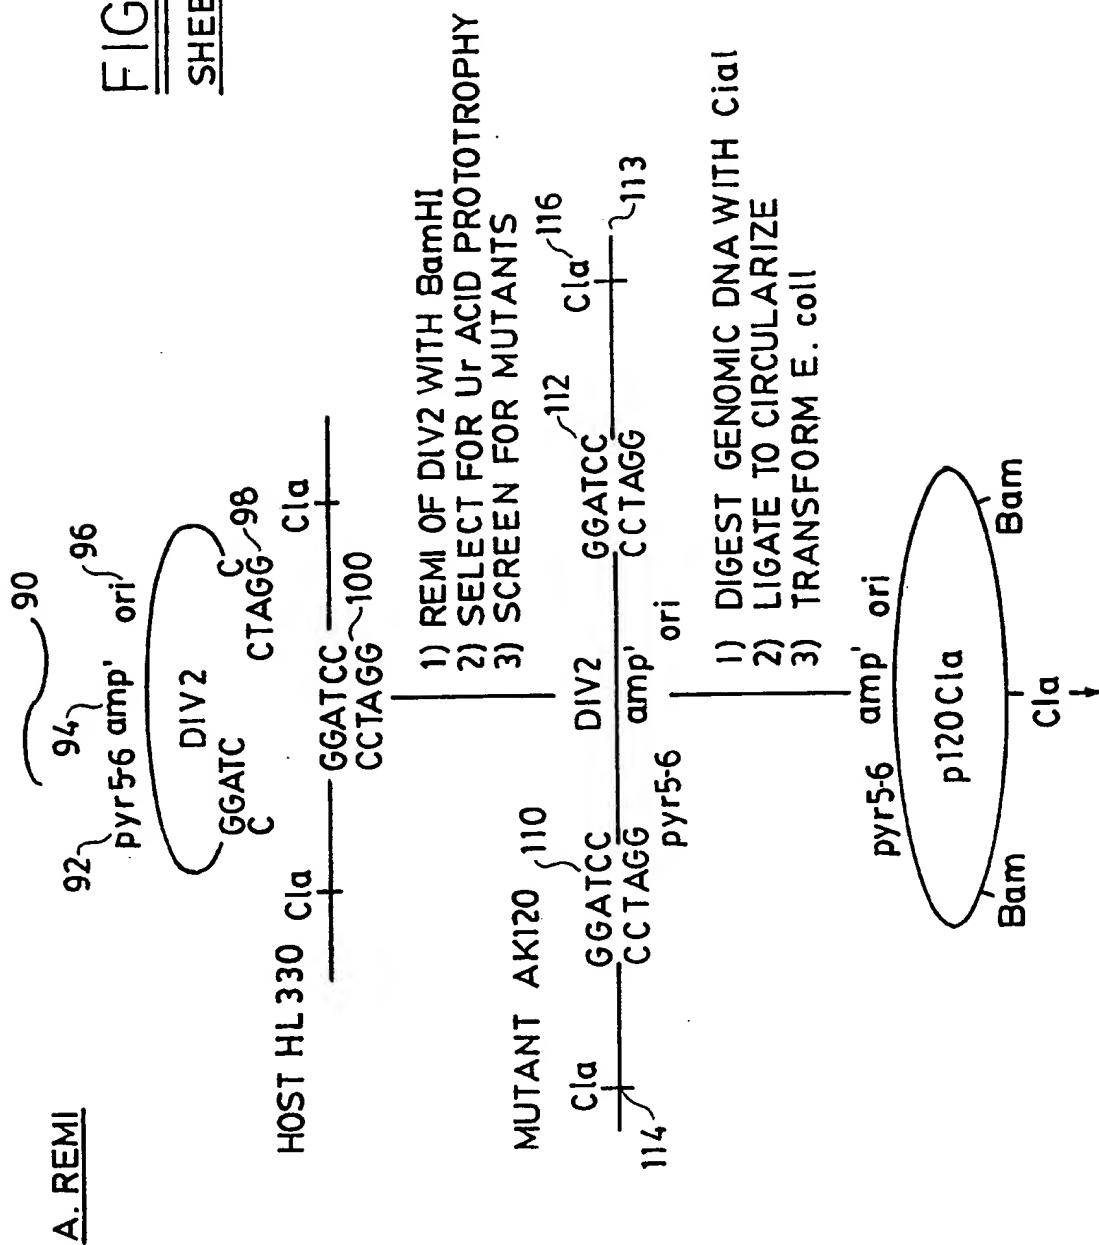 FIG
SHEE
A. REMI
90
92
94
96
pyr5-6 amp' ori
DIV2
GGATC
C
C
CTAGG 98
HOST HL330
Cla
Cla
GGATCC
CCTAGG 100
1) REMI OF DIV2 WITH BamHI
2) SELECT FOR Ur ACID PROTOTROPHY
3) SCREEN FOR MUTANTS
MUTANT AK120
110
112
116
Cla
GGATCC
CCTAGG
DIV2
GGATCC
CCTAGG
Cla
113
114
pyr5-6
amp' ori
1) DIGEST GENOMIC DNA WITH ClaI
2) LIGATE TO CIRCULARIZE
3) TRANSFORM E. coll
pyr5-6 amp' ori
p120Cla
Bam
Cla
Bam